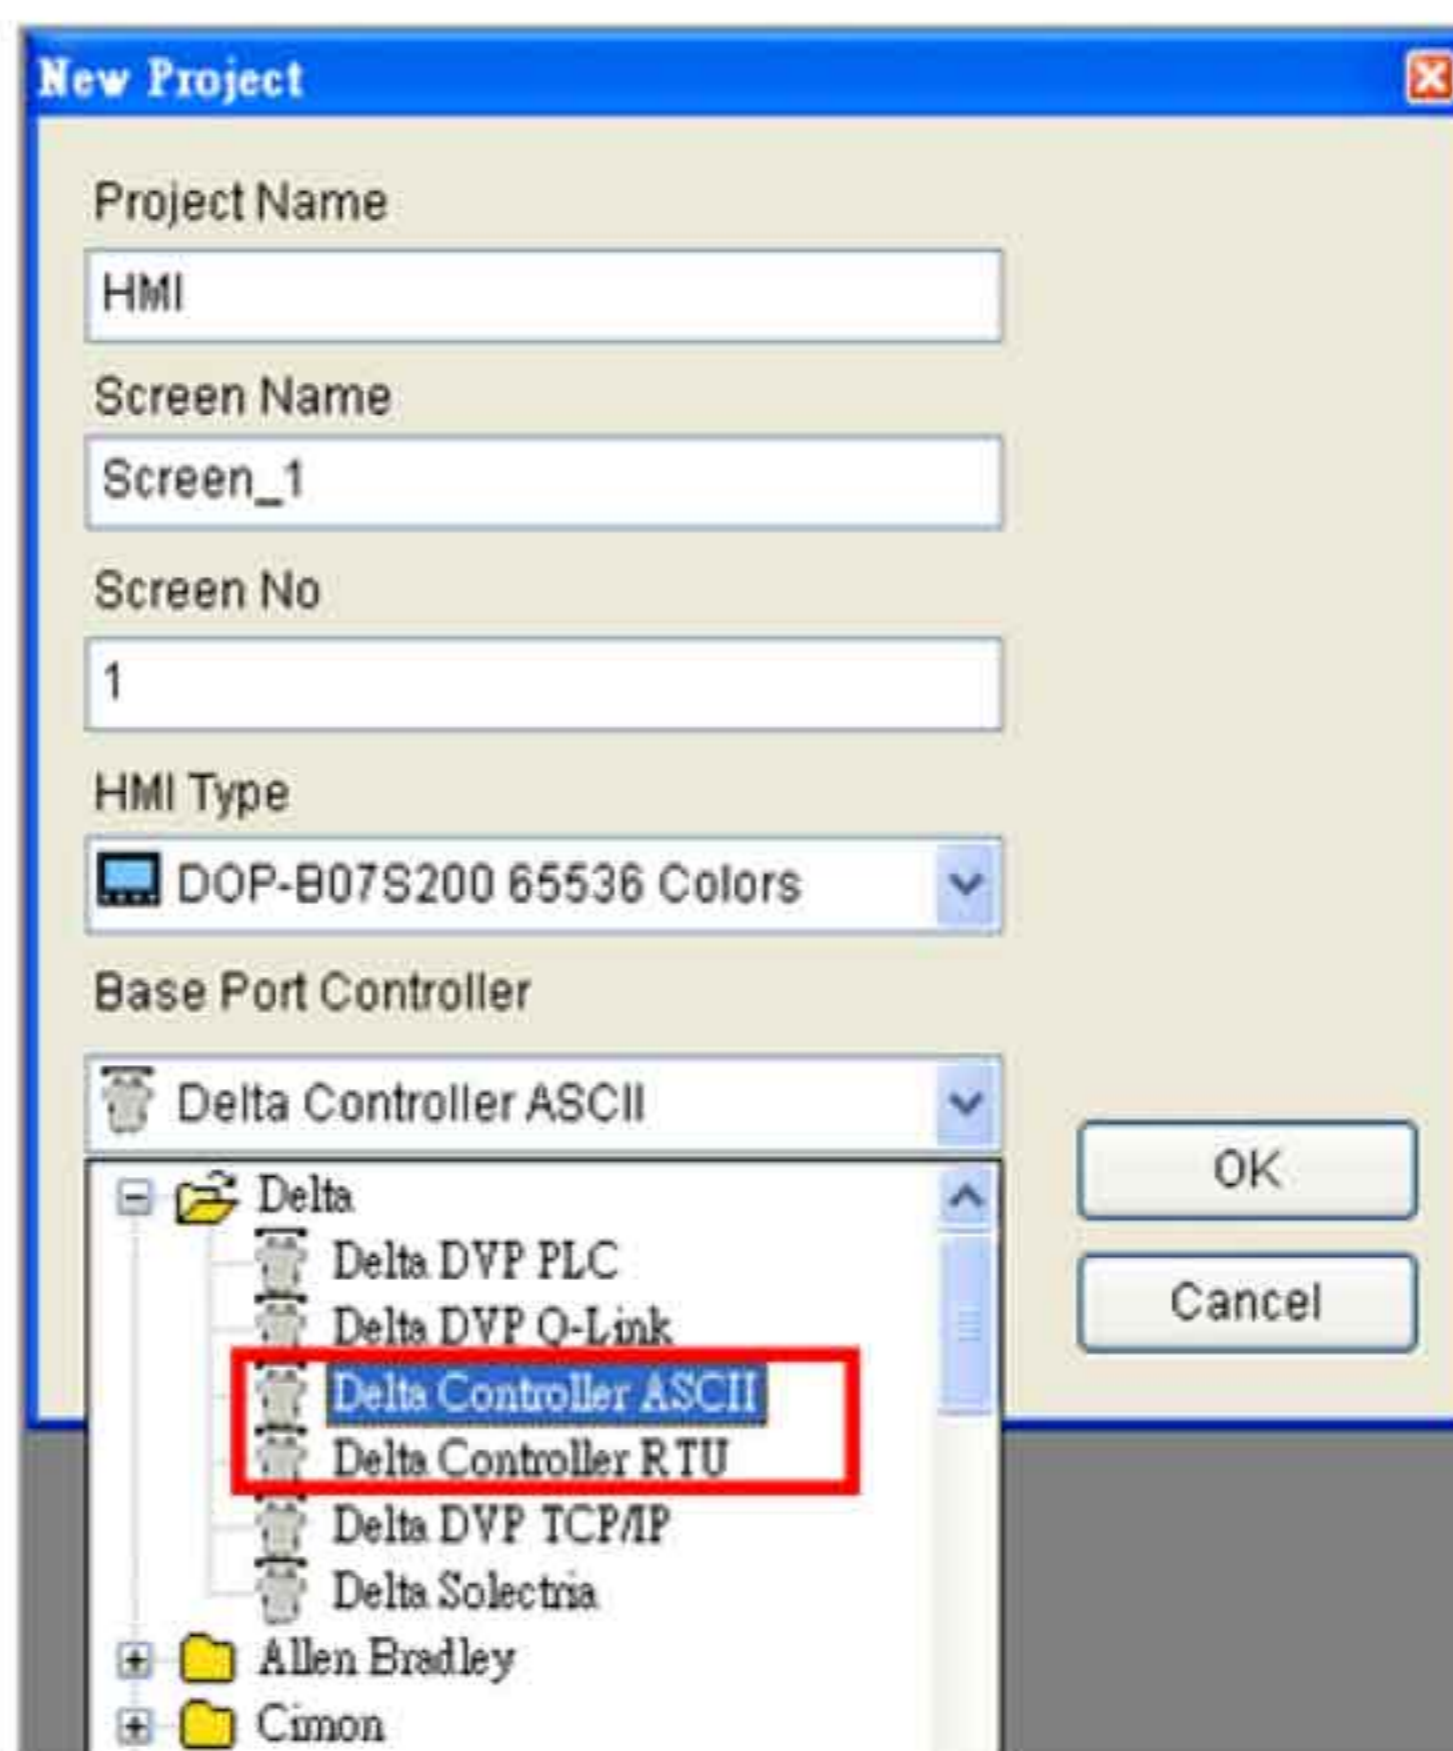 New Project
Project Name
HMI
Screen Name
Screen_1
Screen No
1
HMI Type
DOP-B07S200 65536 Colors
Base Port Controller
Delta Controller ASCII
OK
Cancel
Delta
Delta DVP PLC
Delta DVP Q-Link
Delta Controller ASCII
Delta Controller RTU
Delta DVP TCP/IP
Delta Solectria
Allen Bradley
Cimon